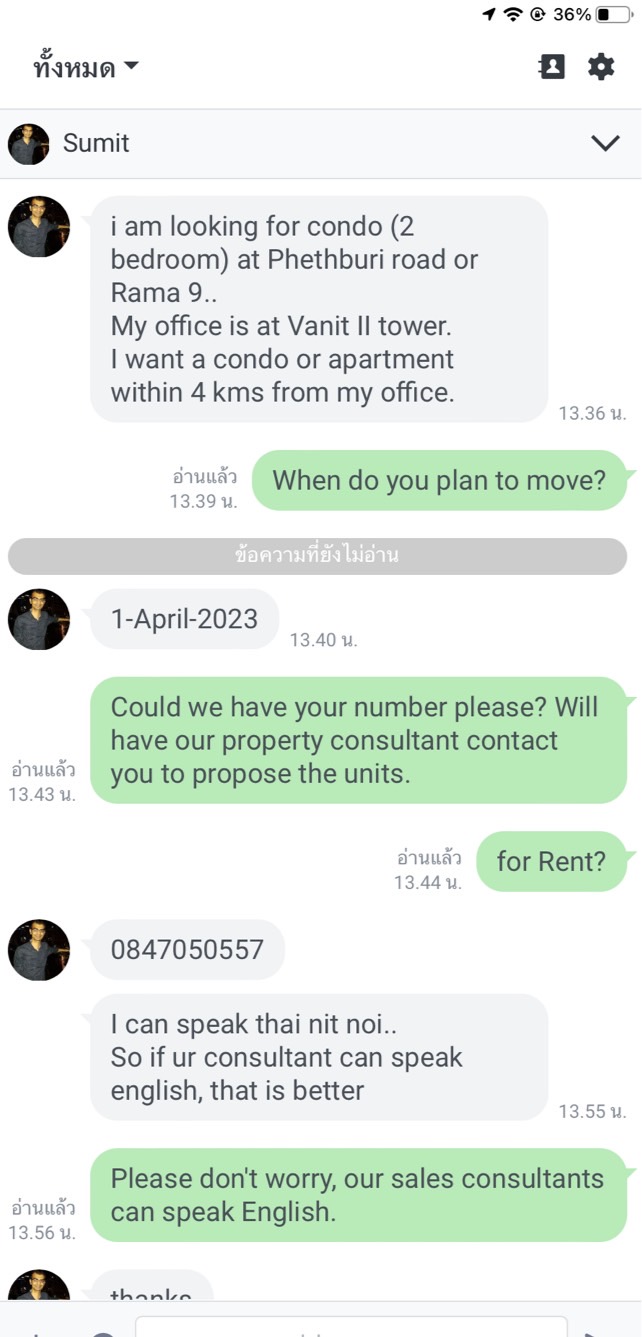 36%
ทั้งหมด
Sumit
i am looking for condo (2
bedroom) at Phethburi road or
Rama 9..
My office is at Vanit II tower.
I want a condo or apartment
within 4 kms from my office.
13.36 น.
อ่านแล้ว
13.39 น.
When do you plan to move?
ข้อความที่ยังไม่อ่าน
1-April-2023
13.40 น.
Could we have your number please? Will
have our property consultant contact
you to propose the units.
อ่านแล้ว
13.43 น.
อ่านแล้ว
13.44 น.
for Rent?
0847050557
I can speak thai nit noi..
So if ur consultant can speak
english, that is better
13.55 น.
Please don't worry, our sales consultants
can speak English.
อ่านแล้ว
13.56 น.
thanks